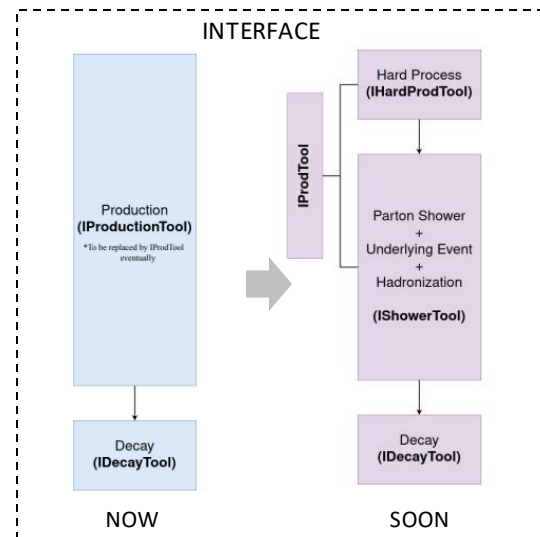 INTERFACE
Production
(IProductionTool)
*To be replaced by IProdTool
eventually
Decay
(IDecayTool)
NOW
IProdTool
Hard Process
(IHardProdTool)
Parton Shower
+
Underlying Event
+
Hadronization
(IShowerTool)
Decay
(IDecayTool)
SOON